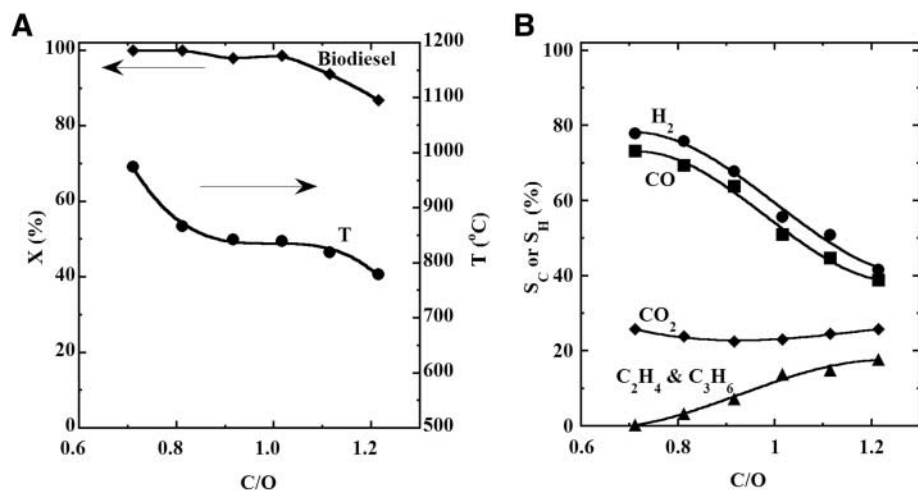 A
100
80
60
40
20
0
X (%)
0.6
0.8
1.0
1.2
C/O
1200
1100
1000
900
800
700
600
500
T (°C)
Biodiesel
T
B
100
80
60
40
20
0
S_C or S_H (%)
0.6
0.8
1
1.2
C/O
H₂
CO
CO₂
C₂H₄ & C₃H₆